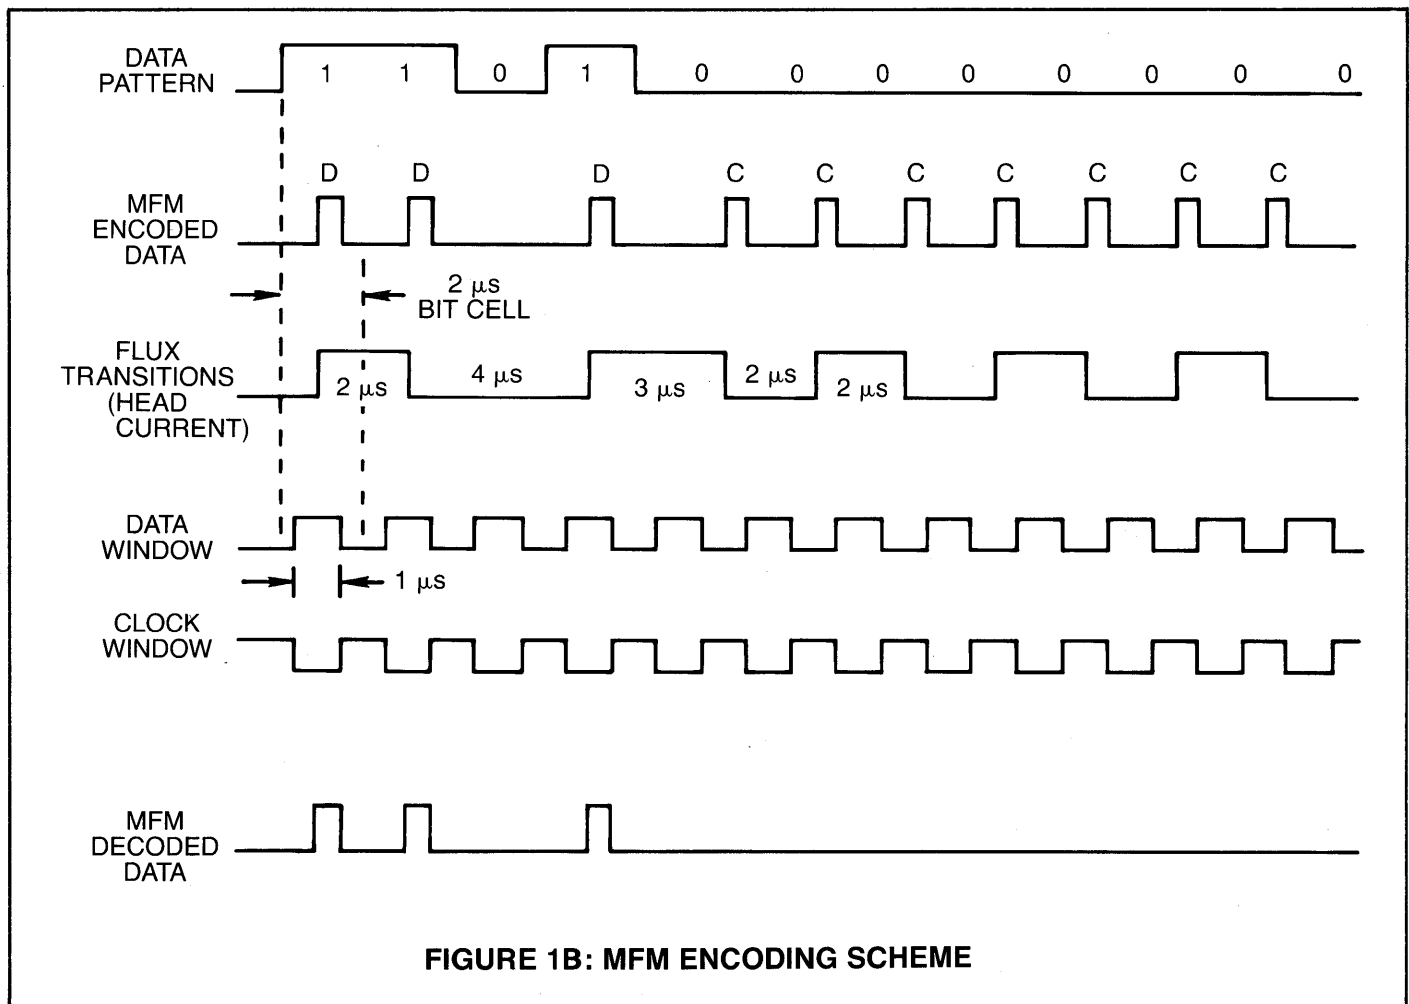 DATA
PATTERN
1 1 0 1 0 0 0 0 0 0 0 0
D D D C C C C C C C
MFM
ENCODED
DATA
2 μs
BIT CELL
FLUX
TRANSITIONS
(HEAD
CURRENT)
2 μs 4 μs 3 μs 2 μs 2 μs
DATA
WINDOW
1 μs
CLOCK
WINDOW
MFM
DECODED
DATA
FIGURE 1B: MFM ENCODING SCHEME